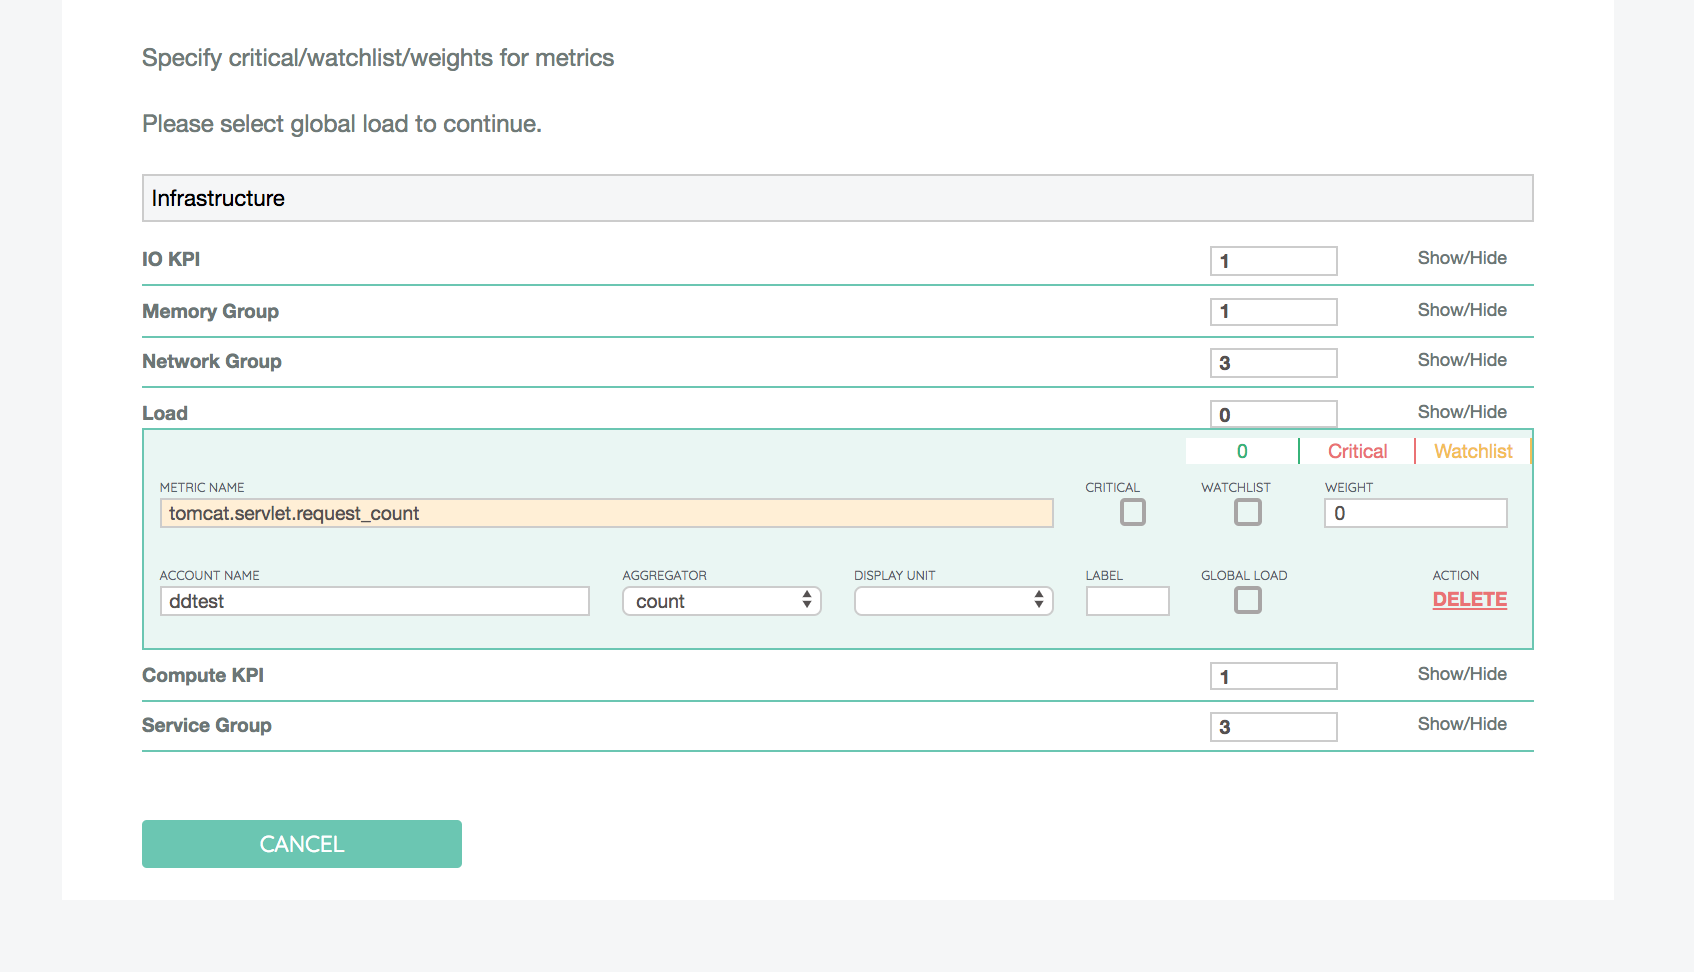 Specify critical/watchlist/weights for metrics
Please select global load to continue.
Infrastructure
IO KPI 1 Show/Hide
Memory Group 1 Show/Hide
Network Group 3 Show/Hide
Load 0 Show/Hide
0 Critical Watchlist
METRIC NAME CRITICAL WATCHLIST WEIGHT
tomcat.servlet.request_count 0
ACCOUNT NAME AGGREGATOR DISPLAY UNIT LABEL GLOBAL LOAD ACTION
ddtest count DELETE
Compute KPI 1 Show/Hide
Service Group 3 Show/Hide
CANCEL